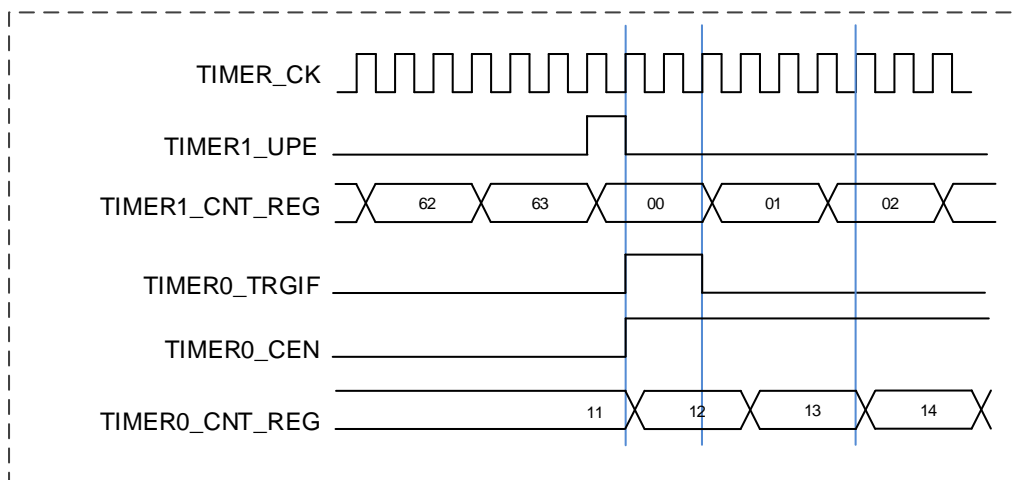 TIMER_CK
TIMER1_UPE
TIMER1_CNT_REG 62 63 00 01 02
TIMER0_TRGIF
TIMER0_CEN
TIMER0_CNT_REG 11 12 13 14